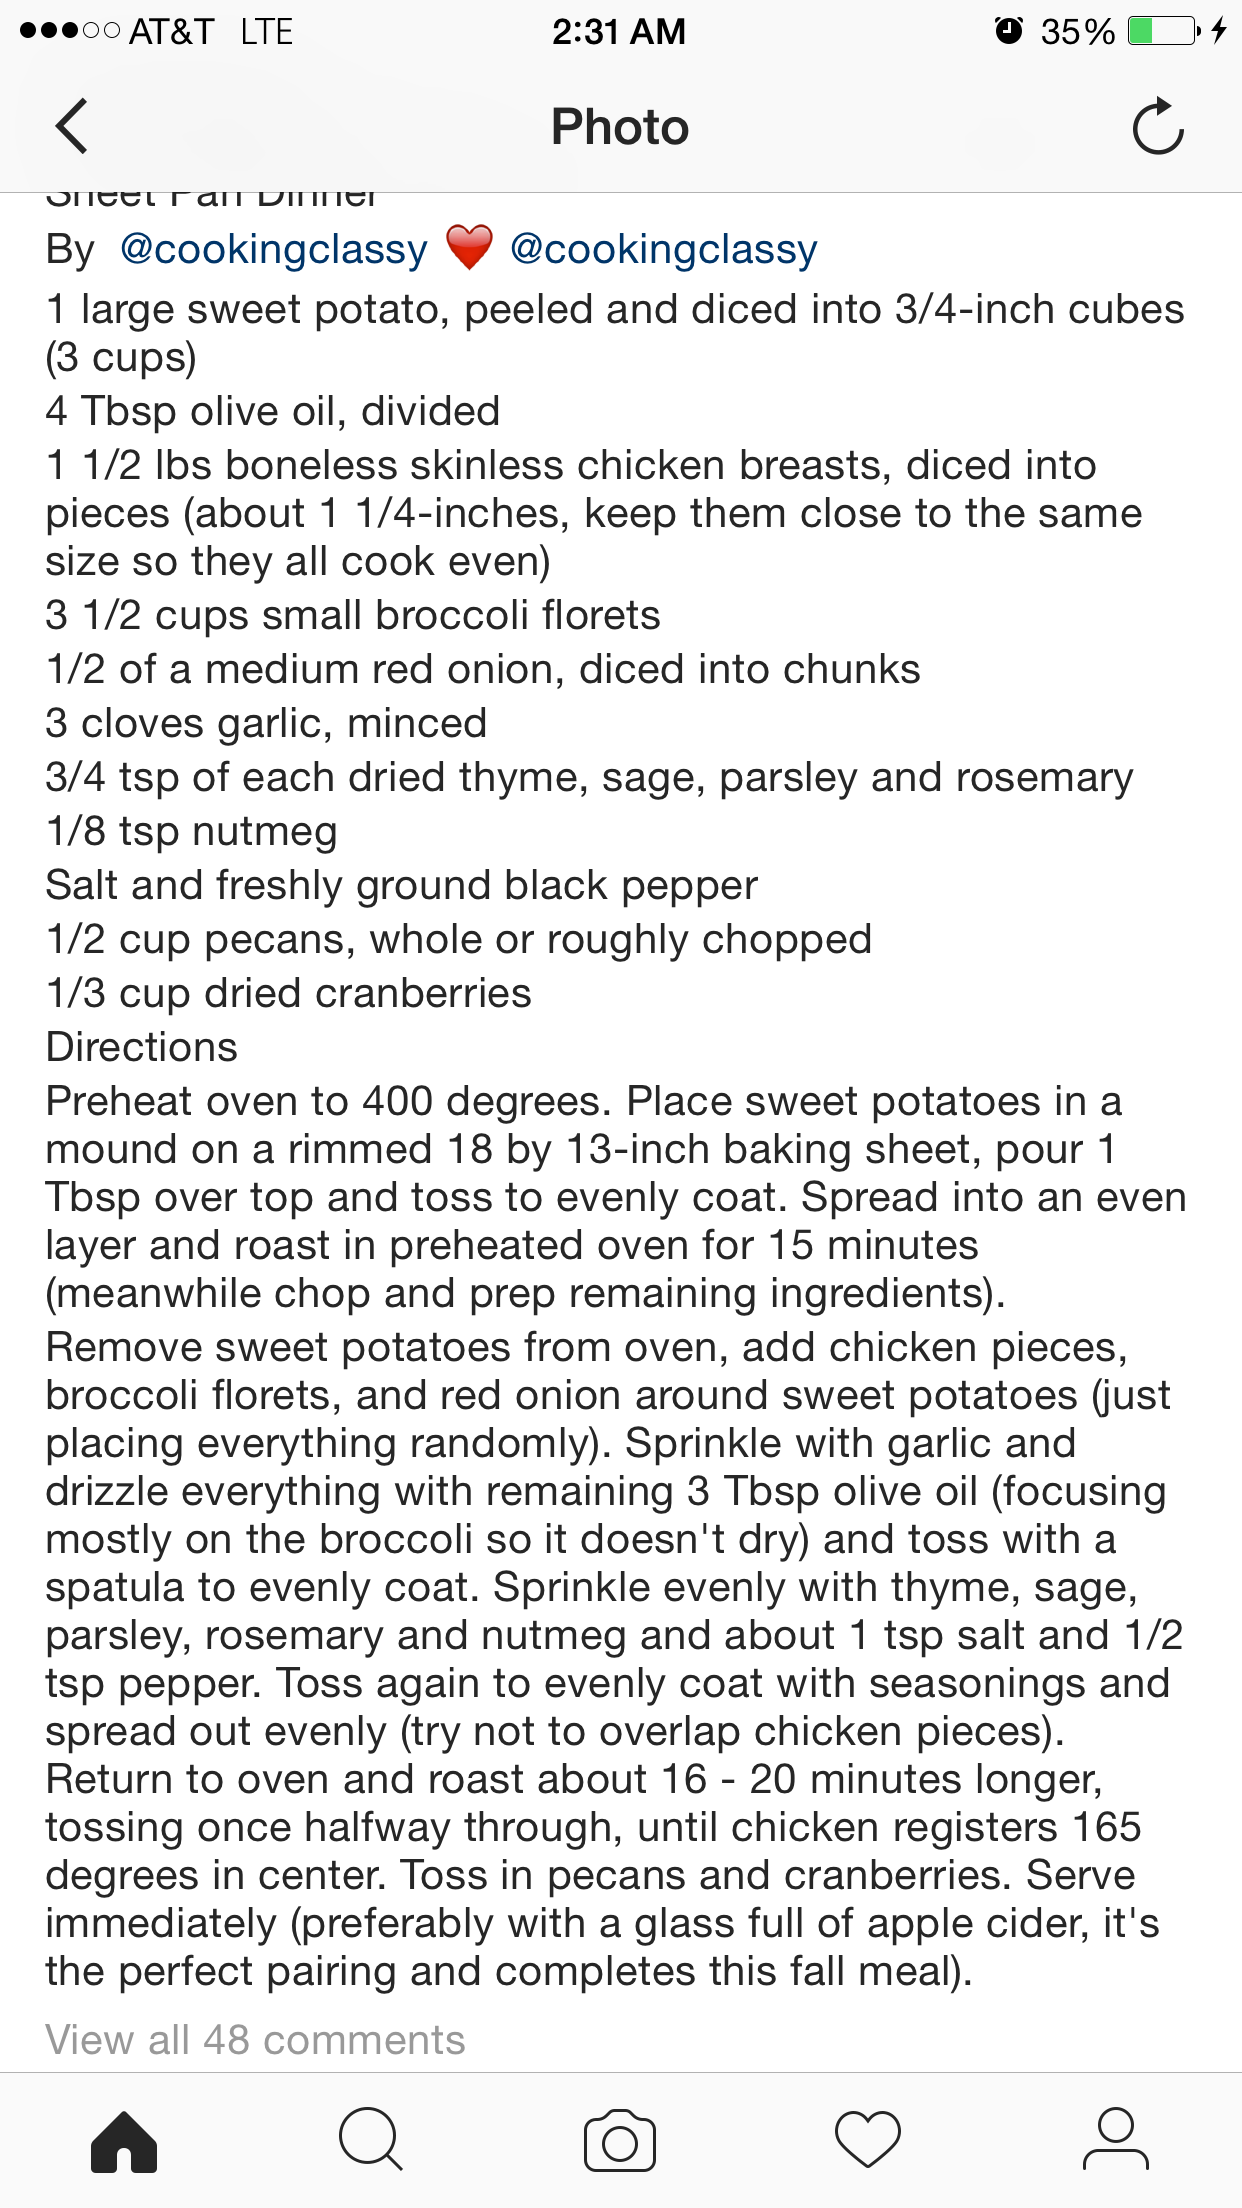 AT&T LTE 2:31 AM 35%
Photo
Sheet Pan Dinner
By @cookingclassy ❤️ @cookingclassy
1 large sweet potato, peeled and diced into 3/4-inch cubes
(3 cups)
4 Tbsp olive oil, divided
1 1/2 lbs boneless skinless chicken breasts, diced into
pieces (about 1 1/4-inches, keep them close to the same
size so they all cook even)
3 1/2 cups small broccoli florets
1/2 of a medium red onion, diced into chunks
3 cloves garlic, minced
3/4 tsp of each dried thyme, sage, parsley and rosemary
1/8 tsp nutmeg
Salt and freshly ground black pepper
1/2 cup pecans, whole or roughly chopped
1/3 cup dried cranberries
Directions
Preheat oven to 400 degrees. Place sweet potatoes in a
mound on a rimmed 18 by 13-inch baking sheet, pour 1
Tbsp over top and toss to evenly coat. Spread into an even
layer and roast in preheated oven for 15 minutes
(meanwhile chop and prep remaining ingredients).
Remove sweet potatoes from oven, add chicken pieces,
broccoli florets, and red onion around sweet potatoes (just
placing everything randomly). Sprinkle with garlic and
drizzle everything with remaining 3 Tbsp olive oil (focusing
mostly on the broccoli so it doesn't dry) and toss with a
spatula to evenly coat. Sprinkle evenly with thyme, sage,
parsley, rosemary and nutmeg and about 1 tsp salt and 1/2
tsp pepper. Toss again to evenly coat with seasonings and
spread out evenly (try not to overlap chicken pieces).
Return to oven and roast about 16 - 20 minutes longer,
tossing once halfway through, until chicken registers 165
degrees in center. Toss in pecans and cranberries. Serve
immediately (preferably with a glass full of apple cider, it's
the perfect pairing and completes this fall meal).
View all 48 comments